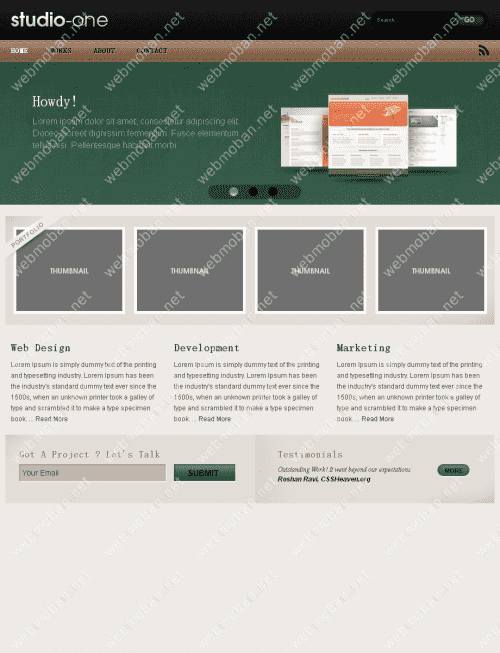 studio-one
Search...
GO
HOME WORKS ABOUT CONTACT
Howdy!
Lorem ipsum dolor sit amet, consectetur adipiscing elit.
Donec laoreet dignissim fermentum. Fusce elementum
tellus nisi. Pellentesque hac habit morbi
PORTFOLIO
THUMBNAIL THUMBNAIL THUMBNAIL THUMBNAIL
Web Design
Lorem Ipsum is simply dummy text of the printing
and typesetting industry. Lorem Ipsum has been
the industry's standard dummy text ever since the
1500s, when an unknown printer took a galley of
type and scrambled it to make a type specimen
book.... Read More
Development
Lorem Ipsum is simply dummy text of the printing
and typesetting industry. Lorem Ipsum has been
the industry's standard dummy text ever since the
1500s, when an unknown printer took a galley of
type and scrambled it to make a type specimen
book.... Read More
Marketing
Lorem Ipsum is simply dummy text of the printing
and typesetting industry. Lorem Ipsum has been
the industry's standard dummy text ever since the
1500s, when an unknown printer took a galley of
type and scrambled it to make a type specimen
book.... Read More
Got A Project ? Let's Talk
Your Email
SUBMIT
Testimonials
Outstanding Work! It went beyond our expectations
Roshan Ravi, CSSHeaven.org
MORE
webmoban.net